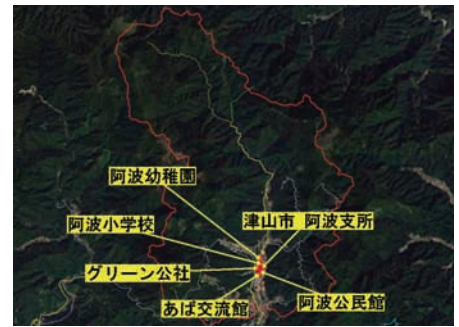 阿波幼稚園
阿波小学校
津山市 阿波支所
グリーン公社
あば交流館
阿波公民館